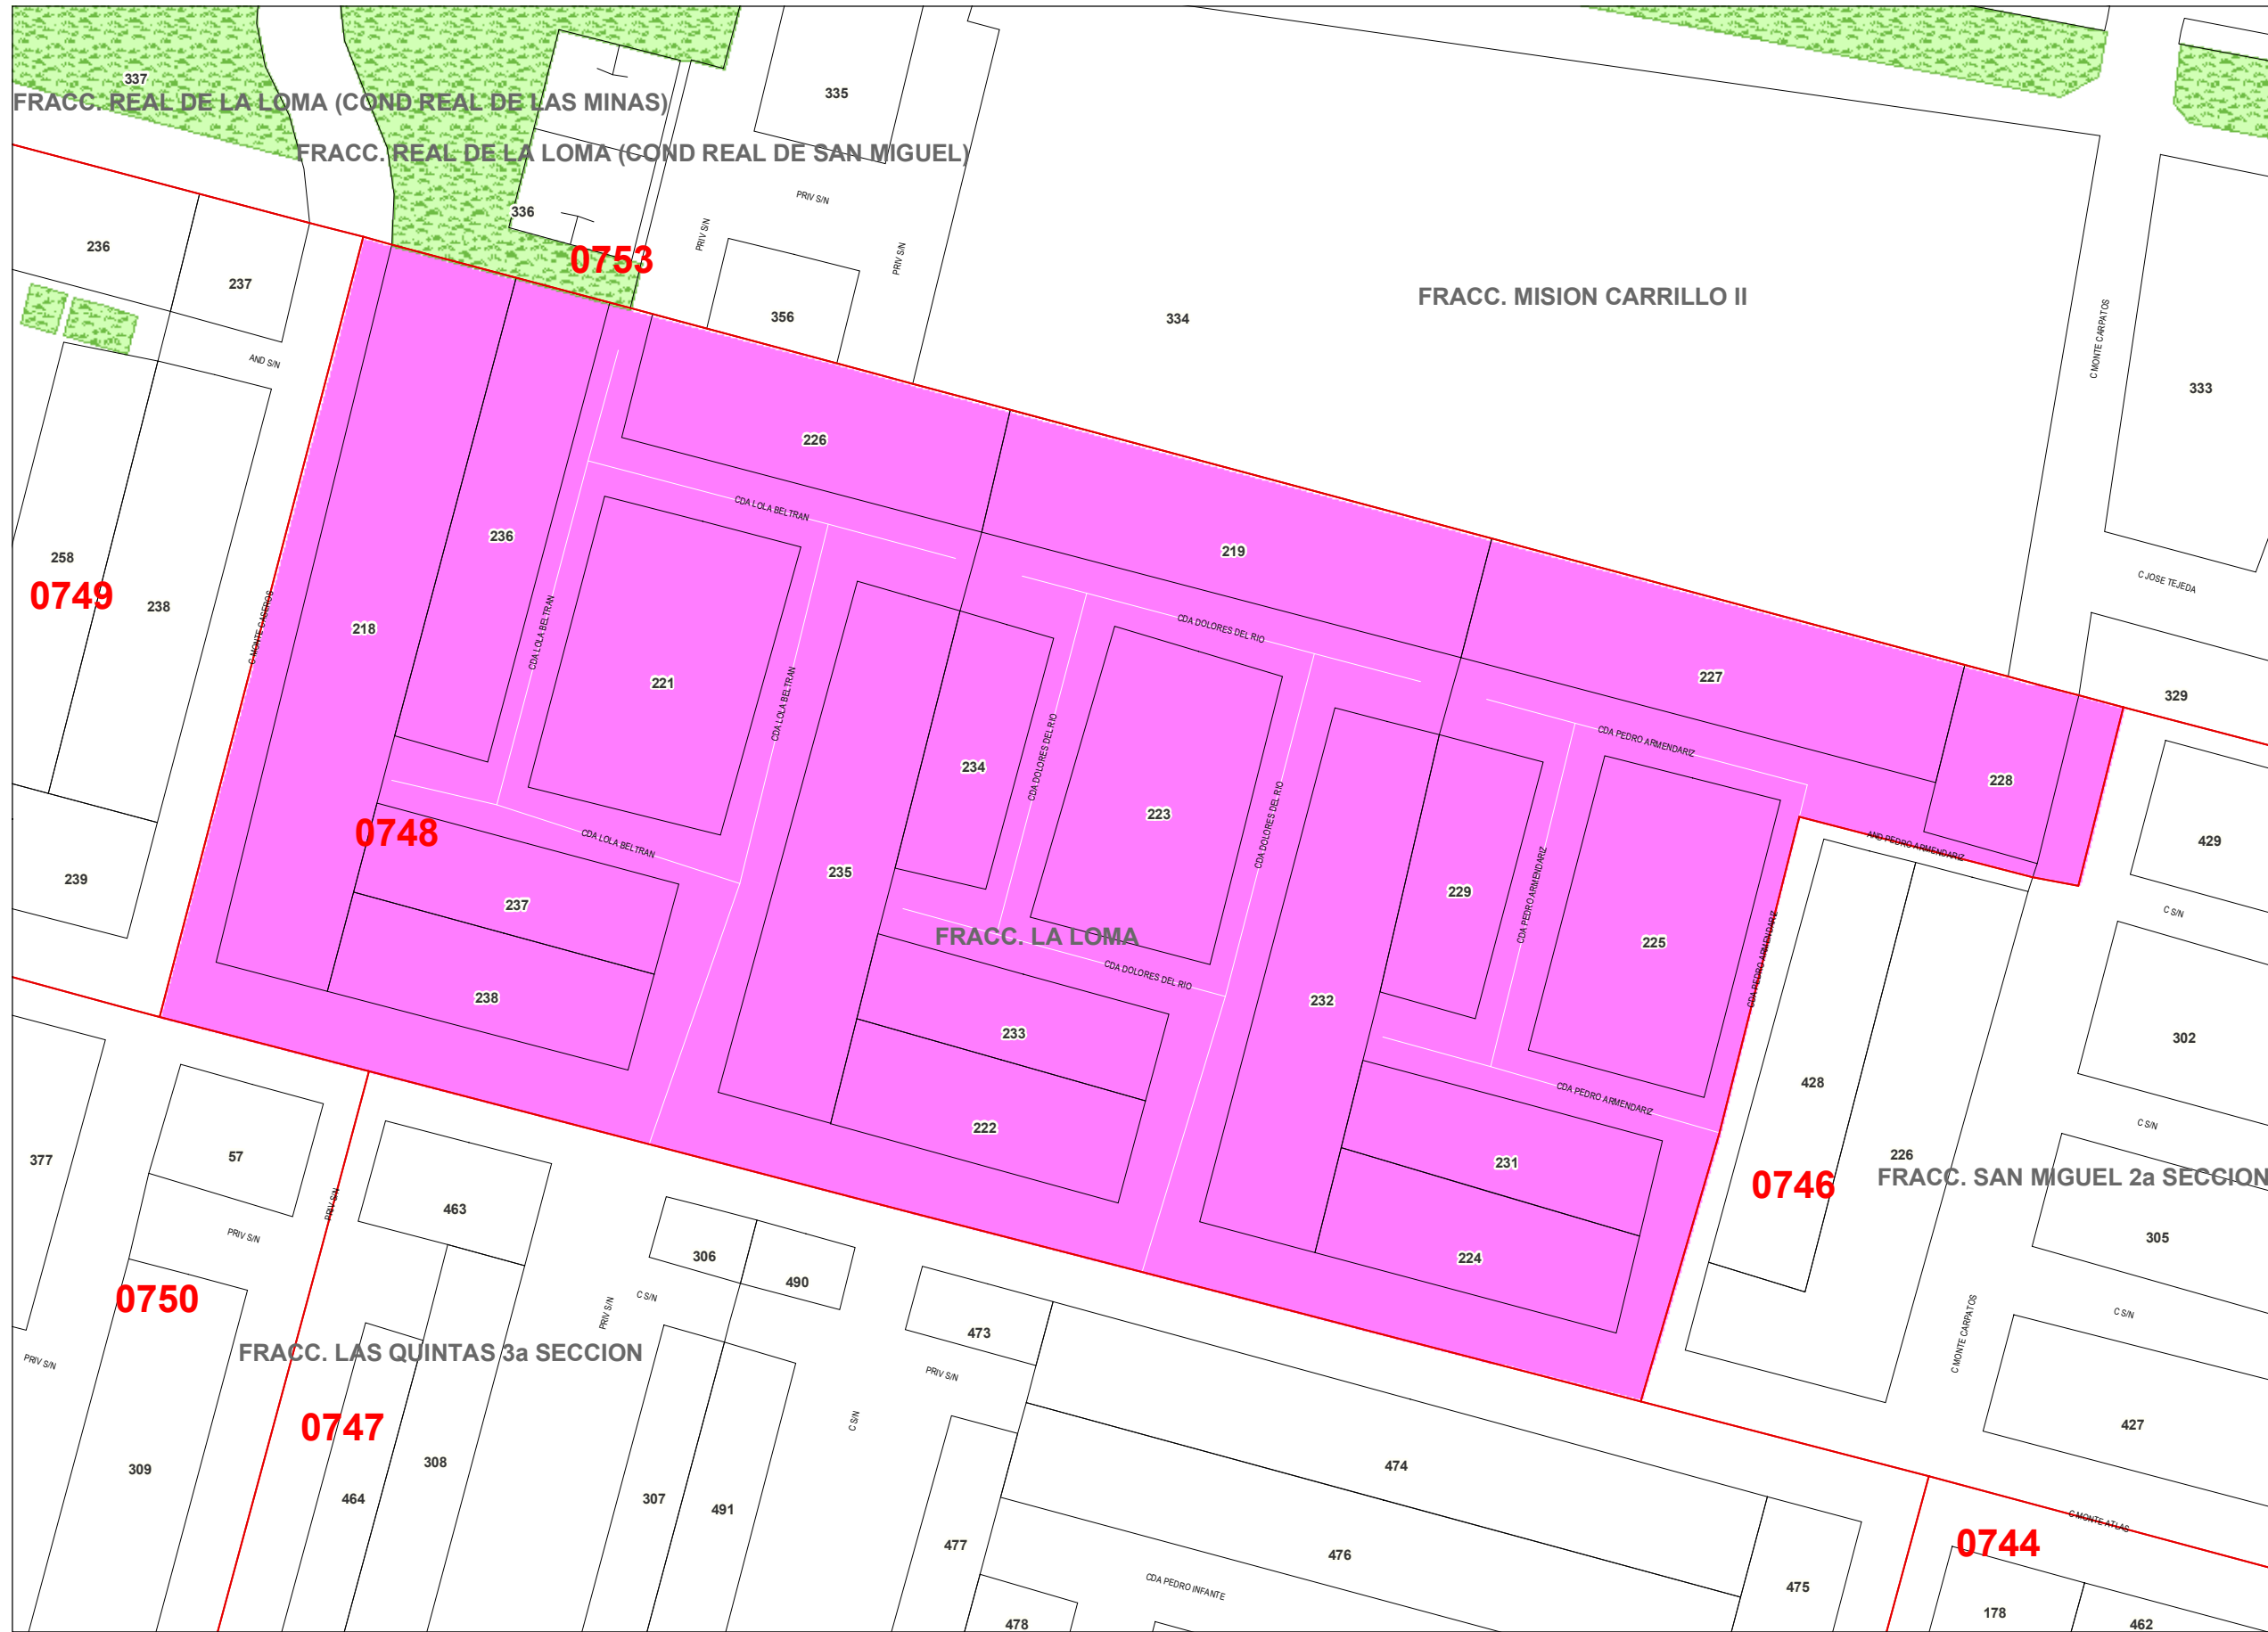 337
335
FRACC. REAL DE LA LOMA (COND REAL DE LAS MINAS)
FRACC. REAL DE LA LOMA (COND REAL DE SAN MIGUEL)
PRIV S/N
336
PRIV S/N
PRIV S/N
236
237
0753
FRACC. MISION CARRILLO II
334
356
C MONTE CARPATOS
333
AND S/N
226
CDA LOLA BELTRAN
236
219
258
0749
238
C MONTE CASEROS
218
CDA LOLA BELTRAN
221
CDA LOLA BELTRAN
CDA DOLORES DEL RIO
C JOSE TEJEDA
227
329
CDA PEDRO ARMENDARIZ
234
CDA DOLORES DEL RIO
223
CDA DOLORES DEL RIO
228
0748
CDA LOLA BELTRAN
AND PEDRO ARMENDARIZ
429
239
235
229
CDA PEDRO ARMENDARIZ
237
FRACC. LA LOMA
225
CDA PEDRO ARMENDARIZ
C S/N
CDA DOLORES DEL RIO
238
232
233
302
CDA PEDRO ARMENDARIZ
428
222
C S/N
377
57
231
226
0746
FRACC. SAN MIGUEL 2a SECCION
PRIV S/N
463
PRIV S/N
305
306
490
224
0750
C S/N
PRIV S/N
C S/N
C MONTE CARPATOS
473
FRACC. LAS QUINTAS 3a SECCION
PRIV S/N
PRIV S/N
0747
C S/N
427
309
308
464
307
491
474
C MONTE ATLAS
0744
477
476
CDA PEDRO INFANTE
475
478
178
462